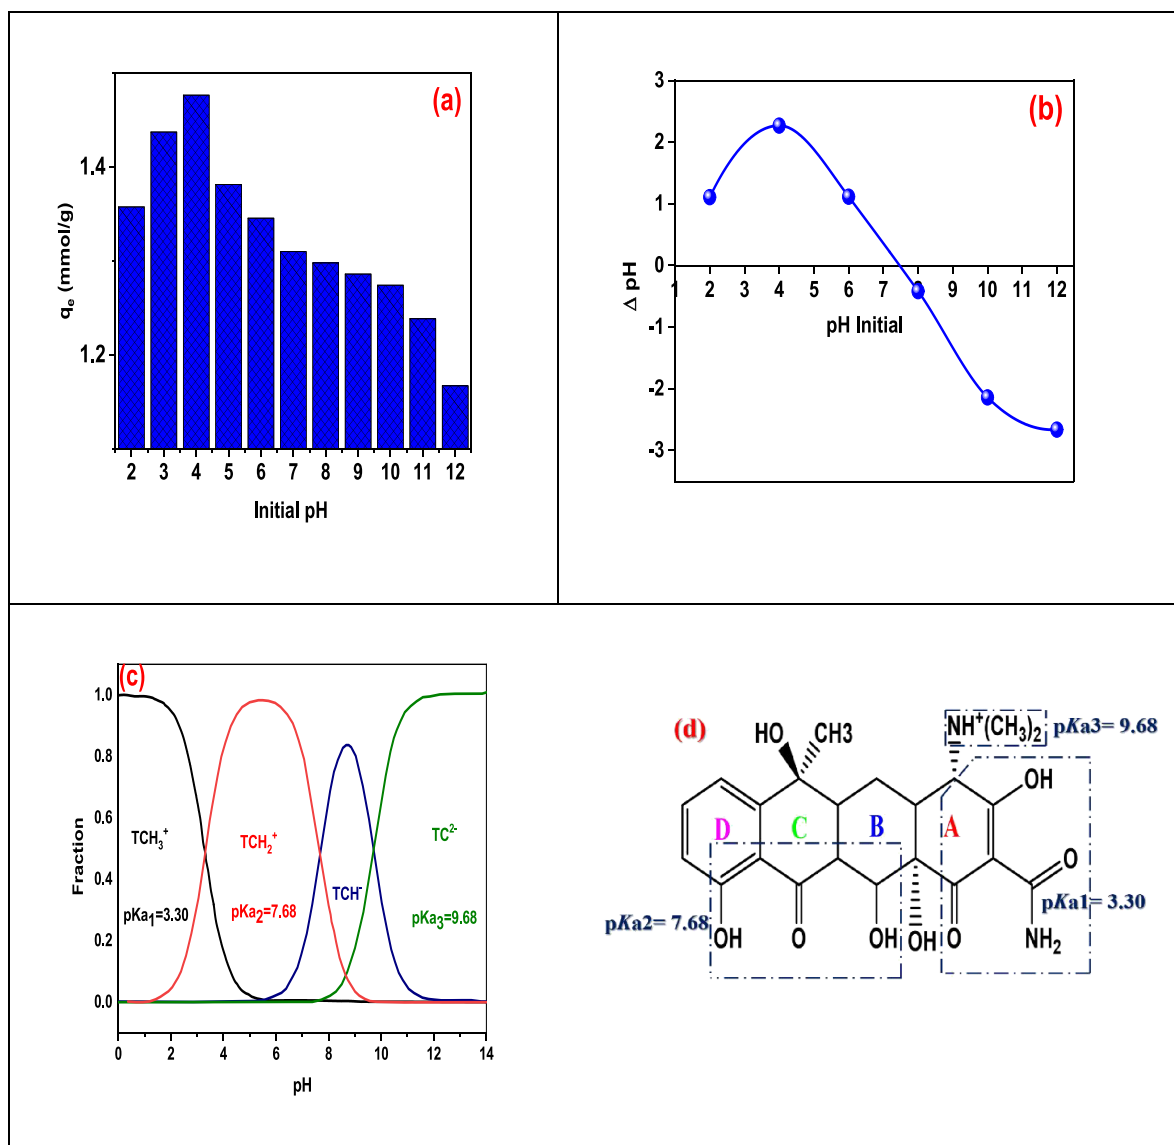 (a)
1.4
1.2
q_e (mmol/g)
2 3 4 5 6 7 8 9 10 11 12
Initial pH
(b)
3
2
1
0
-1
-2
-3
Δ pH
1 2 3 4 5 6 7 8 9 10 11 12
pH Initial
(c)
1.0
0.8
0.6
0.4
0.2
0.0
Fraction
TCH₃⁺
pKa₁=3.30
TCH₂⁺
pKa₂=7.68
TCH⁻
TC²⁻
pKa₃=9.68
0 2 4 6 8 10 12 14
pH
(d)
HO CH3 NH⁺(CH₃)₂ pKa3= 9.68
OH
D C B A
O
pKa2= 7.68 pKa1= 3.30
OH O OH OH O NH₂